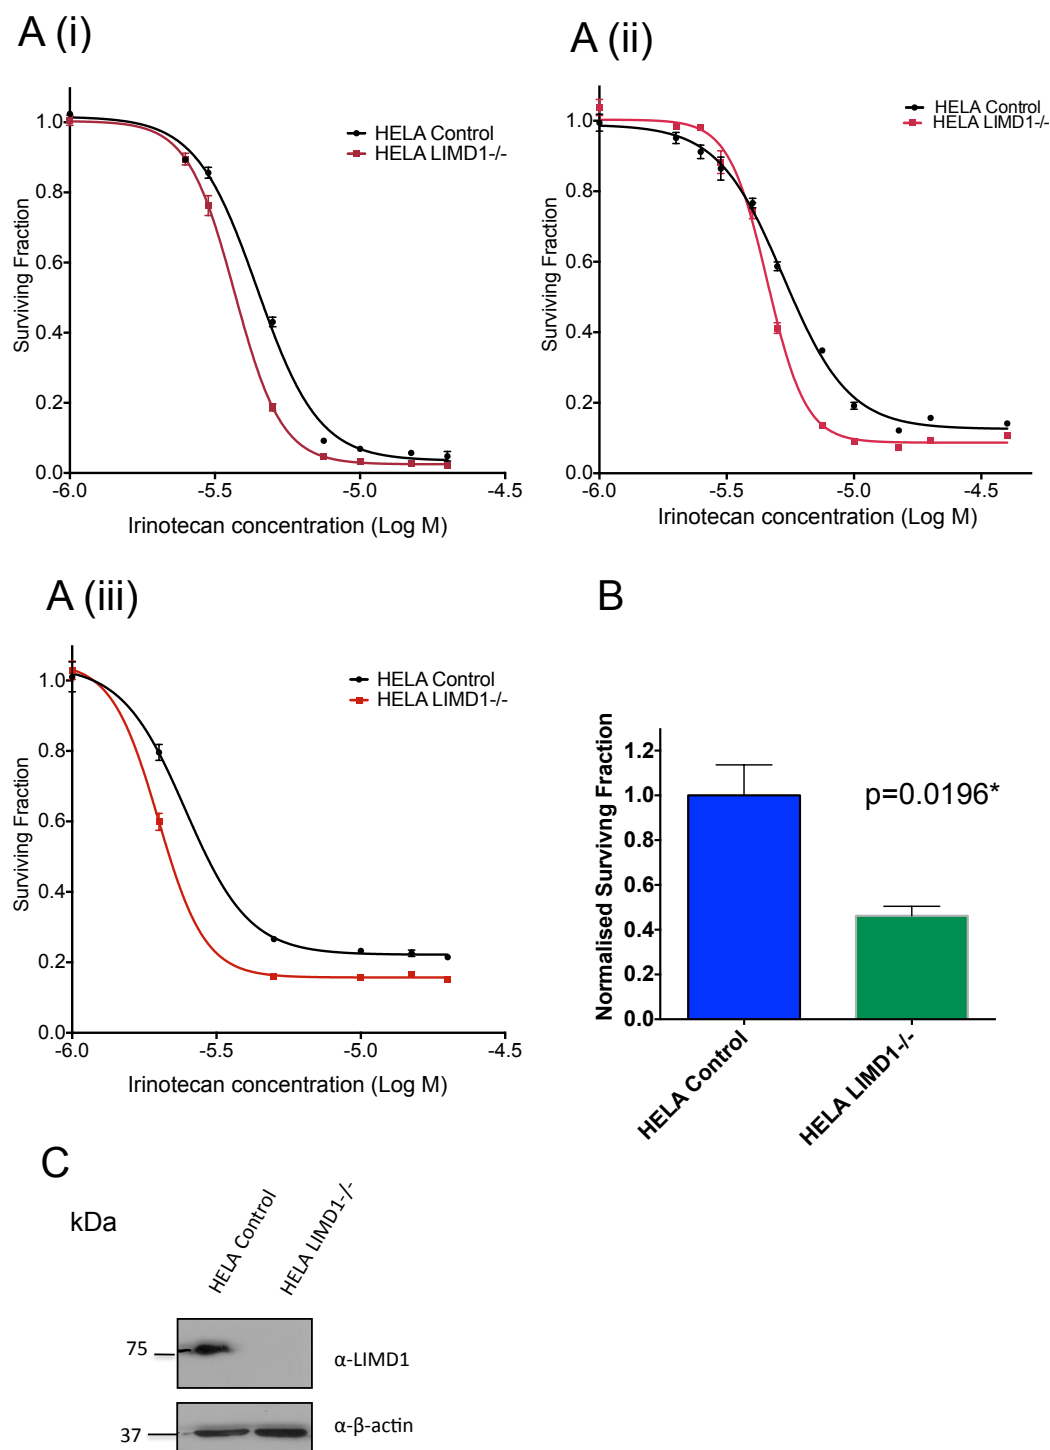 A (i)
1.0
0.8
0.6
0.4
0.2
0.0
Surviving Fraction
HELA Control
HELA LIMD1-/-
-6.0 -5.5 -5.0 -4.5
Irinotecan concentration (Log M)
A (ii)
1.0
0.8
0.6
0.4
0.2
0.0
Surviving Fraction
HELA Control
HELA LIMD1-/-
-6.0 -5.5 -5.0 -4.5
Irinotecan concentration (Log M)
A (iii)
1.0
0.8
0.6
0.4
0.2
0.0
Surviving Fraction
HELA Control
HELA LIMD1-/-
-6.0 -5.5 -5.0 -4.5
Irinotecan concentration (Log M)
B
1.2
1.0
0.8
0.6
0.4
0.2
0.0
Normalised Survivng Fraction
p=0.0196*
HELA Control
HELA LIMD1-/-
C
kDa
HELA Control
HELA LIMD1-/-
75
α-LIMD1
37
α-β-actin